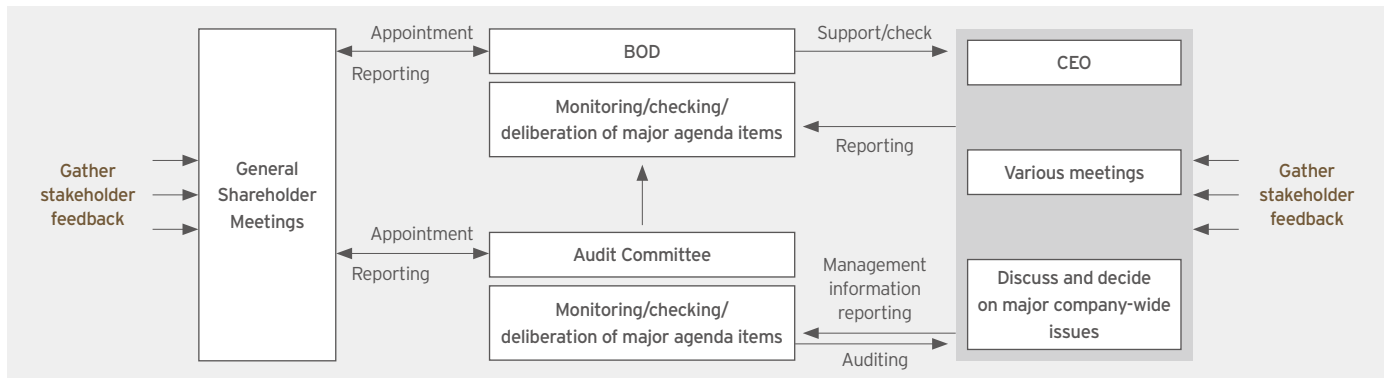 Gather
stakeholder
feedback
General
Shareholder
Meetings
Appointment
Reporting
BOD
Monitoring/checking/
deliberation of major agenda items
Appointment
Reporting
Audit Committee
Monitoring/checking/
deliberation of major agenda items
Support/check
Reporting
Management
information
reporting
Auditing
CEO
Various meetings
Discuss and decide
on major company-wide
issues
Gather
stakeholder
feedback